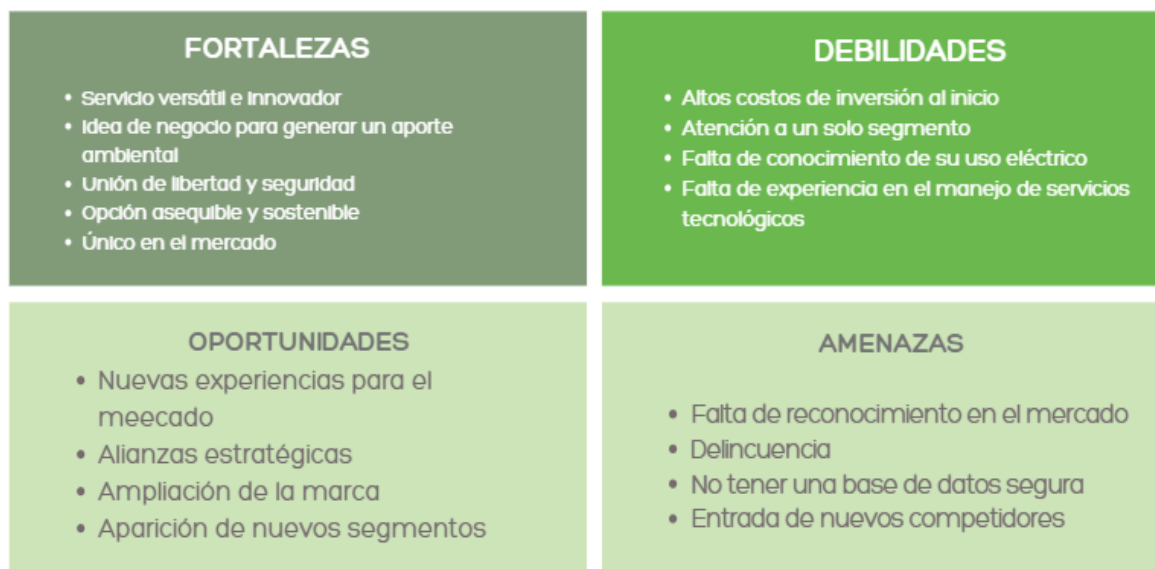 FORTALEZAS
• Servicio versátil e innovador
• Idea de negocio para generar un aporte
ambiental
• Unión de libertad y seguridad
• Opción asequible y sostenible
• Único en el mercado
DEBILIDADES
• Altos costos de inversión al inicio
• Atención a un solo segmento
• Falta de conocimiento de su uso eléctrico
• Falta de experiencia en el manejo de servicios
tecnológicos
OPORTUNIDADES
• Nuevas experiencias para el
meecado
• Alianzas estratégicas
• Ampliación de la marca
• Aparición de nuevos segmentos
AMENAZAS
• Falta de reconocimiento en el mercado
• Delincuencia
• No tener una base de datos segura
• Entrada de nuevos competidores